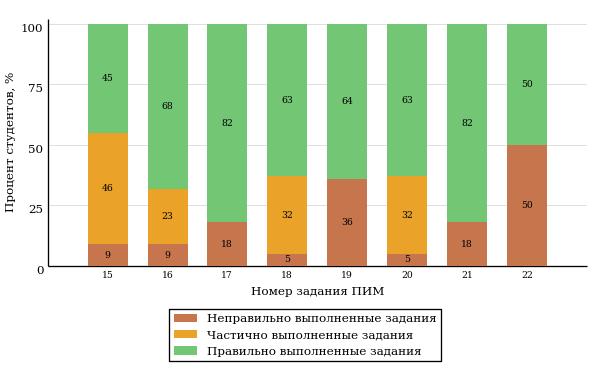 100
75
50
25
0
Процент студентов, %
45 68 82 63 64 63 82 50
46 23 32 32
9 9 18 5 36 5 18 50
15 16 17 18 19 20 21 22
Номер задания ПИМ
Неправильно выполненные задания
Частично выполненные задания
Правильно выполненные задания